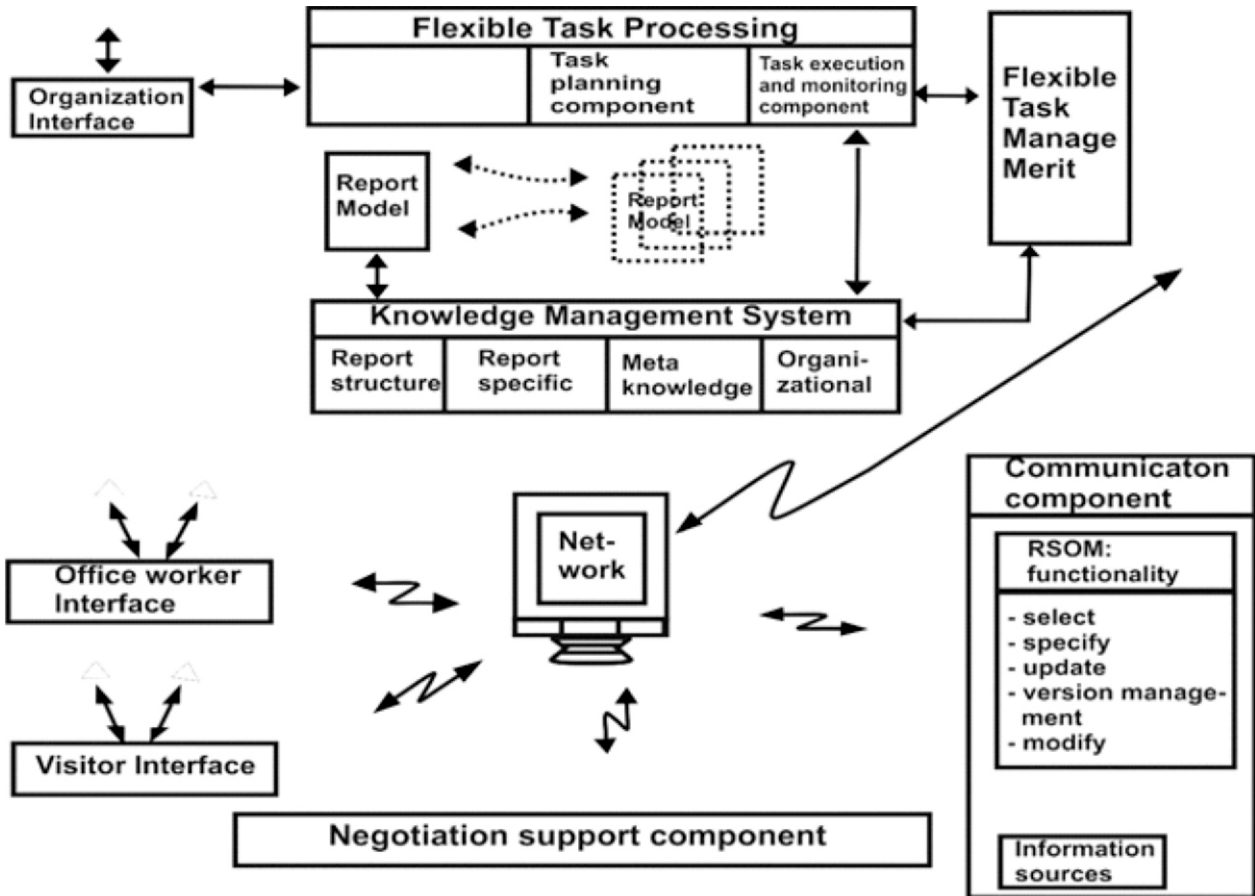 Flexible Task Processing
Task
planning
component
Task execution
and monitoring
component
Organization
Interface
Flexible
Task
Manage
Merit
Report
Model
Report
Model
Knowledge Management System
Report
structure
Report
specific
Meta
knowledge
Organi-
zational
Communicaton
component
RSOM:
functionality
- select
- specify
- update
- version manage-
ment
- modify
Information
sources
Net-
work
Office worker
Interface
Visitor Interface
Negotiation support component